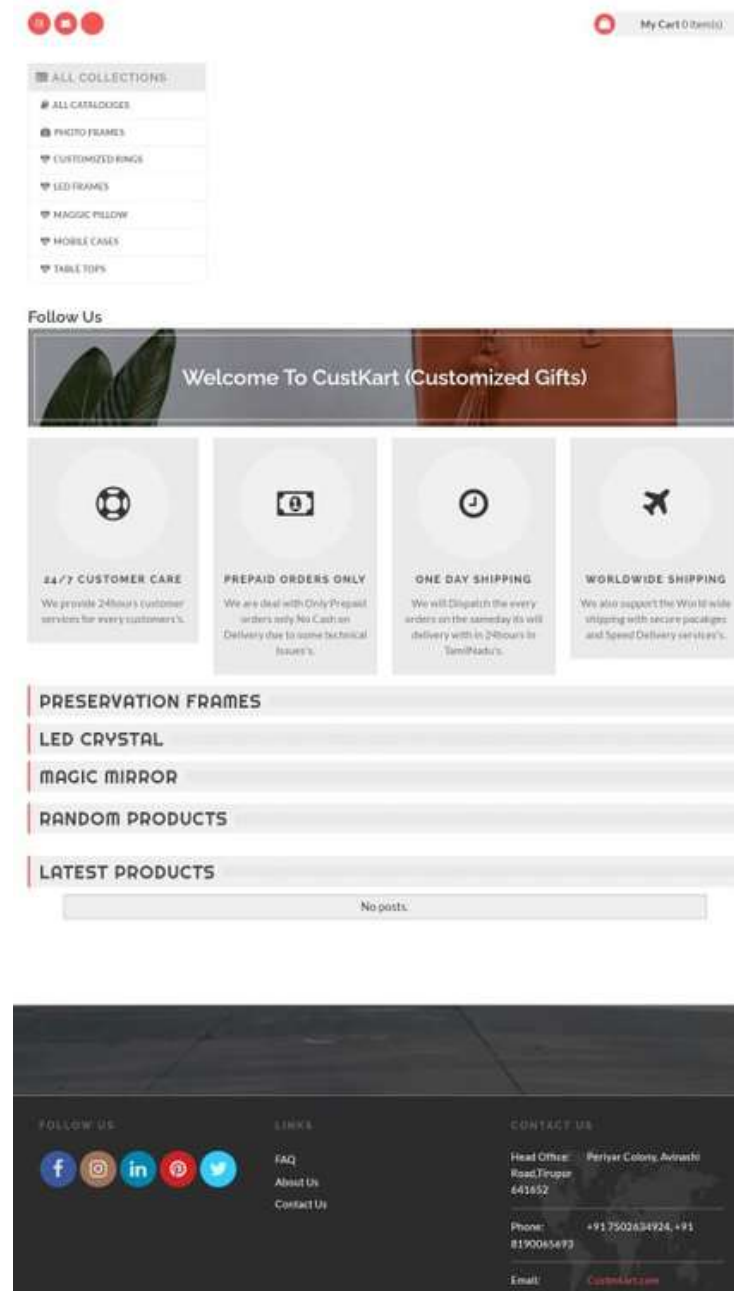 My Cart 0 item(s)
ALL COLLECTIONS
ALL CATALOUGES
PHOTO FRAMES
CUSTOMIZED RINGS
LED FRAMES
MAGGIC PILLOW
MOBILE CASES
TABLE TOPS
Follow Us
Welcome To CustKart (Customized Gifts)
24/7 CUSTOMER CARE
We provide 24hours customer
services for every customers's.
PREPAID ORDERS ONLY
We are deal with Only Prepaid
orders only No Cash on
Delivery due to some technical
Issues's.
ONE DAY SHIPPING
We will Dispatch the every
orders on the sameday its will
delivery with in 24hours in
TamilNadu's.
WORLDWIDE SHIPPING
We also support the World wide
shipping with secure pacakges
and Speed Delivery services's.
PRESERVATION FRAMES
LED CRYSTAL
MAGIC MIRROR
RANDOM PRODUCTS
LATEST PRODUCTS
No posts.
FOLLOW US
LINKS
FAQ
About Us
Contact Us
CONTACT US
Head Office: Periyar Colony, Avinashi
Road,Tirupur
641652
Phone: +91 7502634924, +91
8190065693
Email: